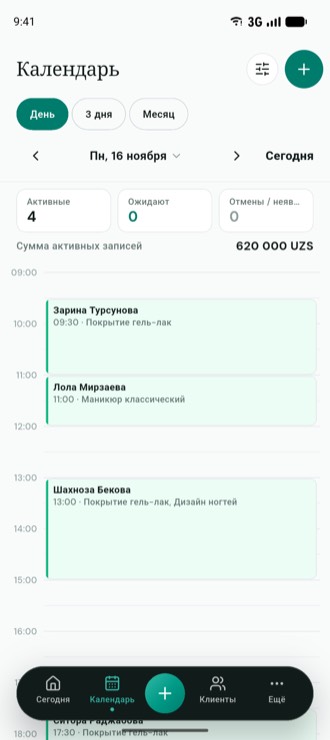 9:41 3G
Календарь
День 3 дня Месяц
Пн, 16 ноября Сегодня
Активные Ожидают Отмены / неяв...
4 0 0
Сумма активных записей 620 000 UZS
09:00
Зарина Турсунова
10:00 09:30 · Покрытие гель-лак
11:00
Лола Мирзаева
11:00 · Маникюр классический
12:00
13:00
Шахноза Бекова
13:00 · Покрытие гель-лак, Дизайн ногтей
14:00
15:00
16:00
Сегодня Календарь Клиенты Ещё
Ситора Раджабова
18:00 17:30 · Покрытие гель-лак